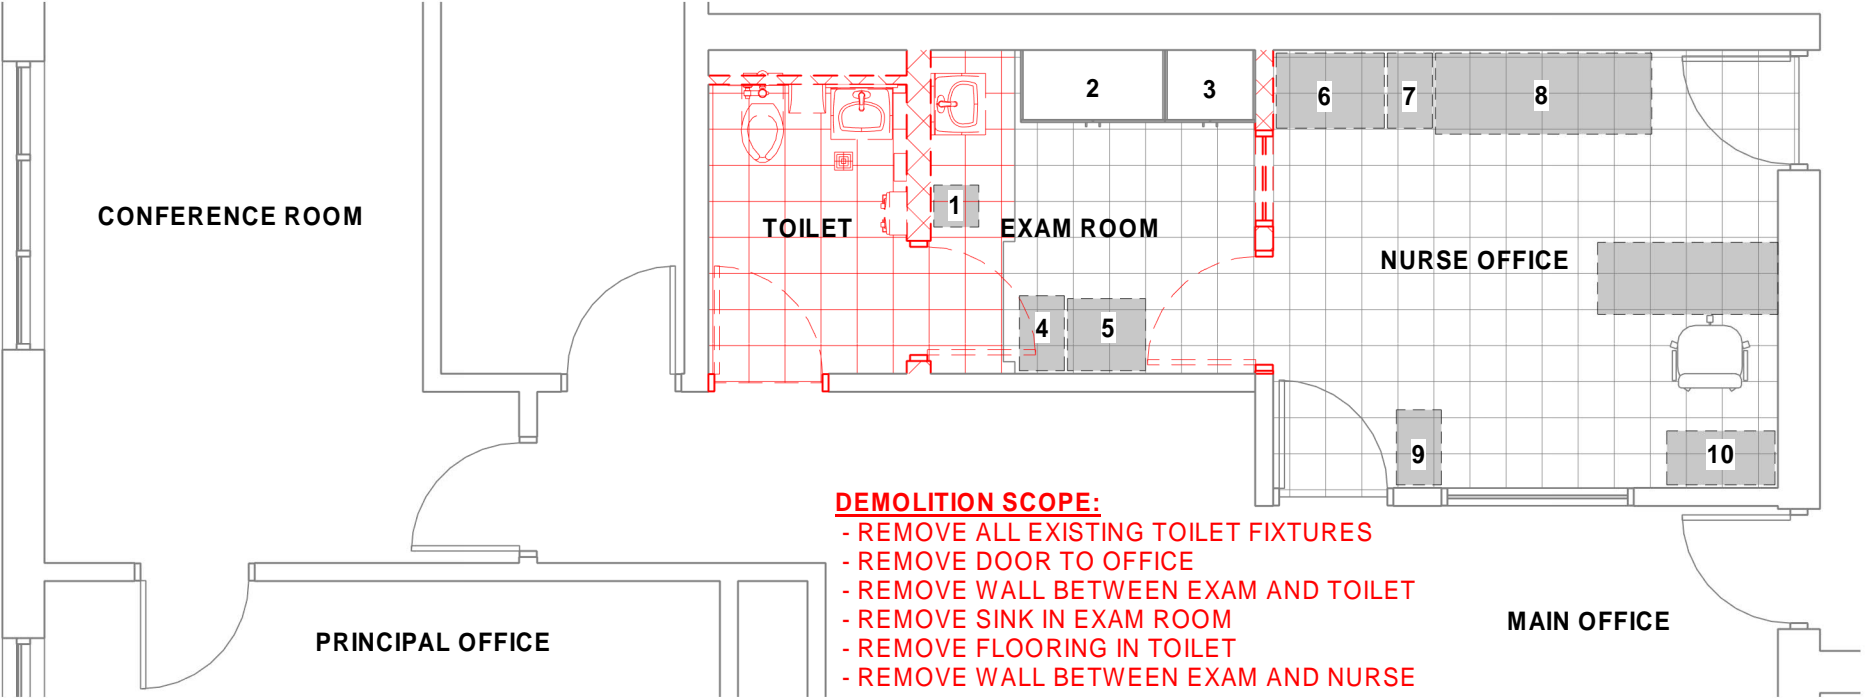 2
3
6
7
8
1
CONFERENCE ROOM
TOILET
EXAM ROOM
NURSE OFFICE
4
5
9
10
DEMOLITION SCOPE:
- REMOVE ALL EXISTING TOILET FIXTURES
- REMOVE DOOR TO OFFICE
- REMOVE WALL BETWEEN EXAM AND TOILET
- REMOVE SINK IN EXAM ROOM
- REMOVE FLOORING IN TOILET
- REMOVE WALL BETWEEN EXAM AND NURSE
PRINCIPAL OFFICE
MAIN OFFICE